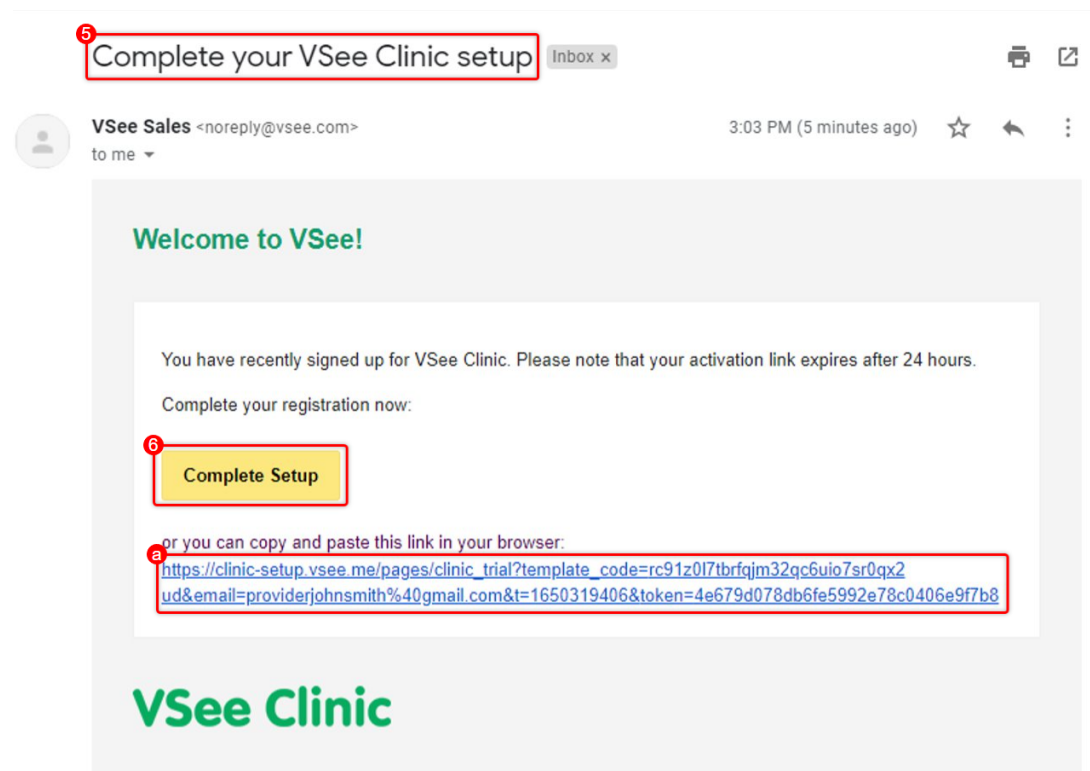 5
Complete your VSee Clinic setup Inbox x
VSee Sales <noreply@vsee.com> 3:03 PM (5 minutes ago)
to me
Welcome to VSee!
You have recently signed up for VSee Clinic. Please note that your activation link expires after 24 hours.
Complete your registration now:
6
Complete Setup
or you can copy and paste this link in your browser:
a
https://clinic-setup.vsee.me/pages/clinic_trial?template_code=rc91z0l7tbrfqjm32qc6uio7sr0qx2
ud&email=providerjohnsmith%40gmail.com&t=1650319406&token=4e679d078db6fe5992e78c0406e9f7b8
VSee Clinic